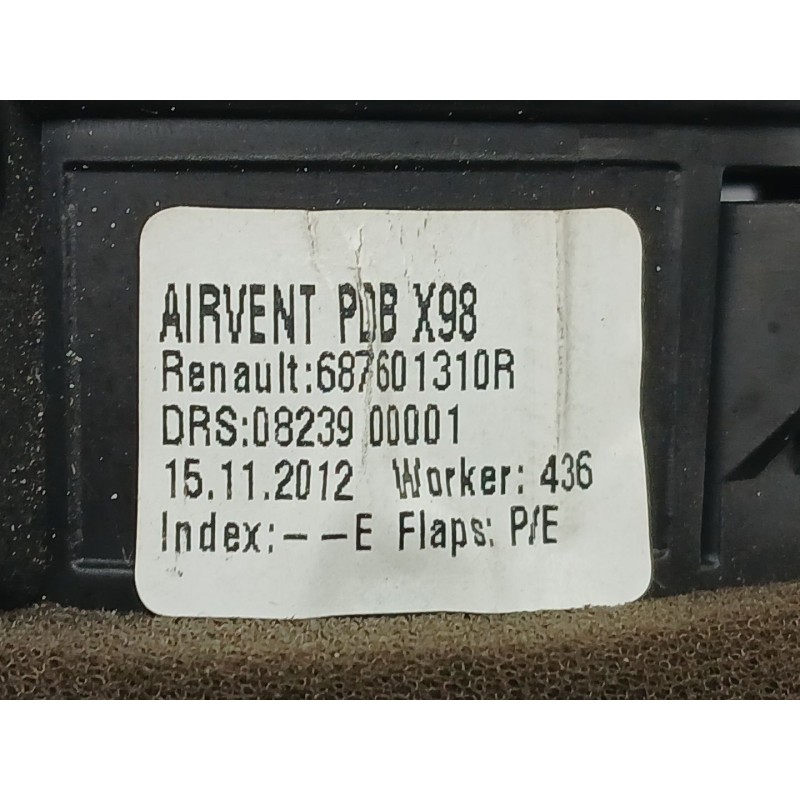 AIRVENT PDB X98
Renault:687601310R
DRS:08239 00001
15.11.2012 Worker: 436
Index:--E Flaps: P/E